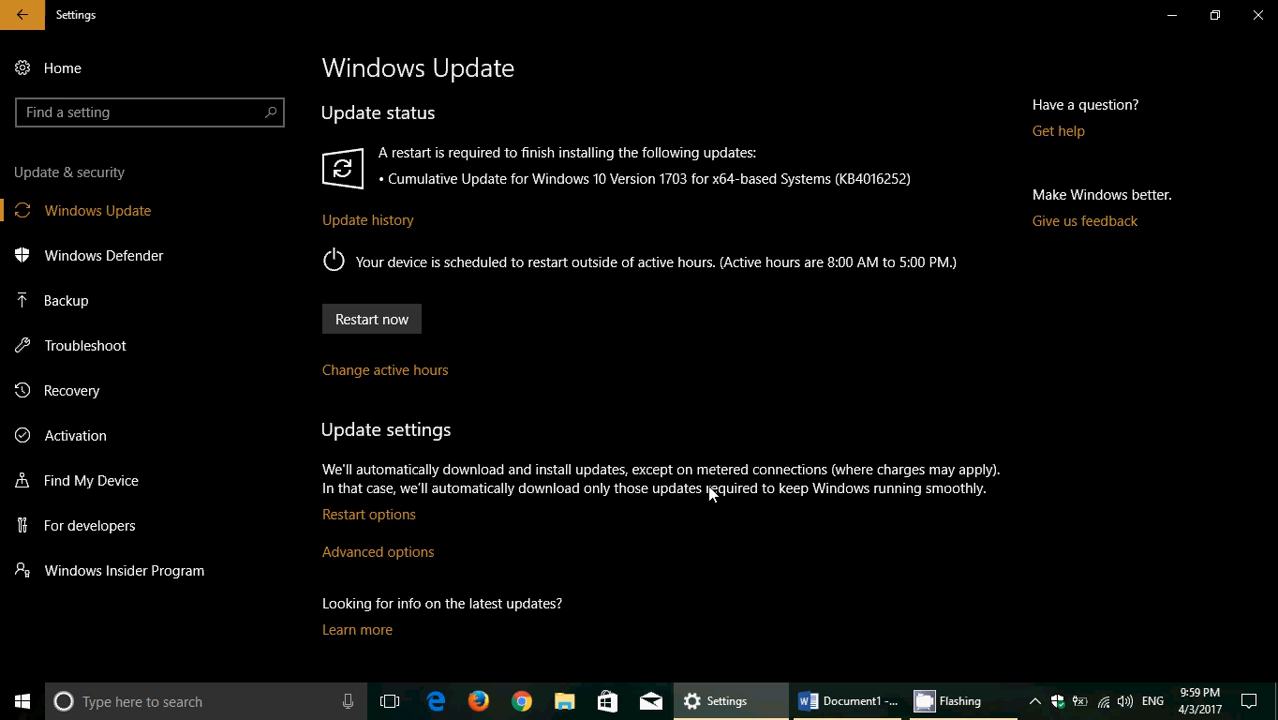 Settings
Home
Find a setting
Update & security
Windows Update
Windows Defender
Backup
Troubleshoot
Recovery
Activation
Find My Device
For developers
Windows Insider Program
Windows Update
Update status
A restart is required to finish installing the following updates:
• Cumulative Update for Windows 10 Version 1703 for x64-based Systems (KB4016252)
Update history
Your device is scheduled to restart outside of active hours. (Active hours are 8:00 AM to 5:00 PM.)
Restart now
Change active hours
Update settings
We'll automatically download and install updates, except on metered connections (where charges may apply).
In that case, we'll automatically download only those updates required to keep Windows running smoothly.
Restart options
Advanced options
Looking for info on the latest updates?
Learn more
Have a question?
Get help
Make Windows better.
Give us feedback
Type here to search
Settings
Document1 -...
Flashing
ENG
9:59 PM
4/3/2017